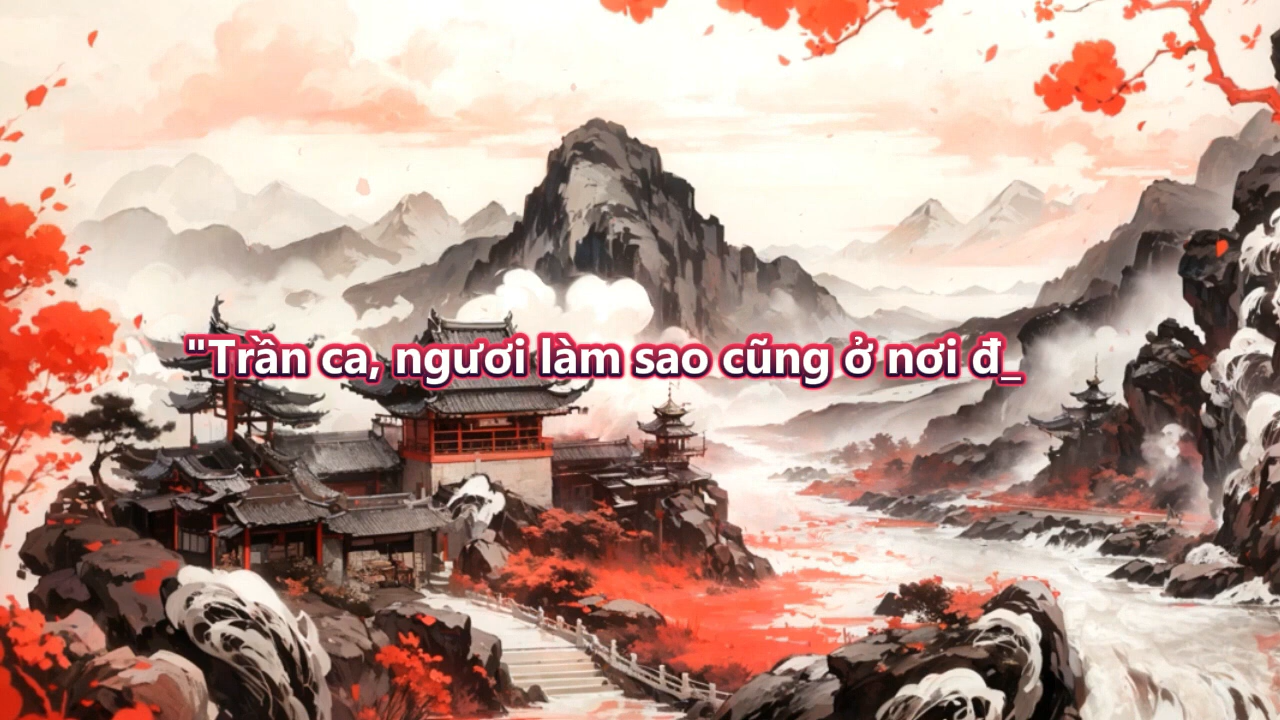 "Trần ca, ngươi làm sao cũng ở nơi đ_